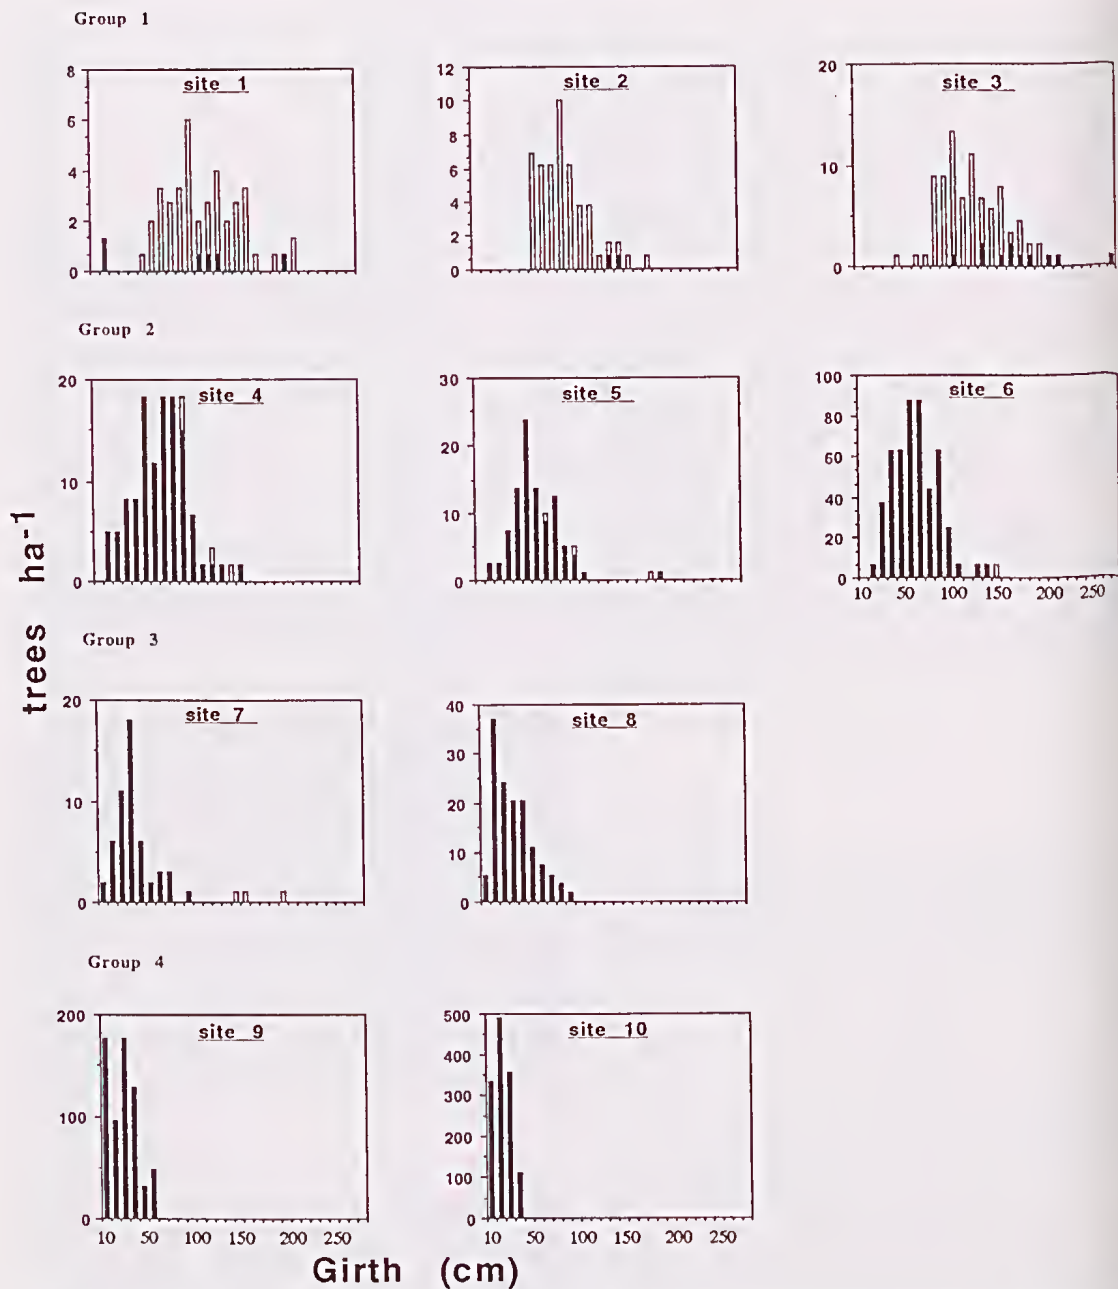 Group 1
site 1
8
6
4
2
0
site 2
12
10
8
6
4
2
0
site 3
20
10
0
Group 2
site 4
20
10
0
site 5
30
20
10
0
site 6
100
80
60
40
20
0
10 50 100 150 200 250
Group 3
site 7
20
10
0
site 8
40
30
20
10
0
Group 4
site 9
200
100
0
10 50 100 150 200 250
site 10
500
400
300
200
100
0
10 50 100 150 200 250
trees ha-1
Girth (cm)